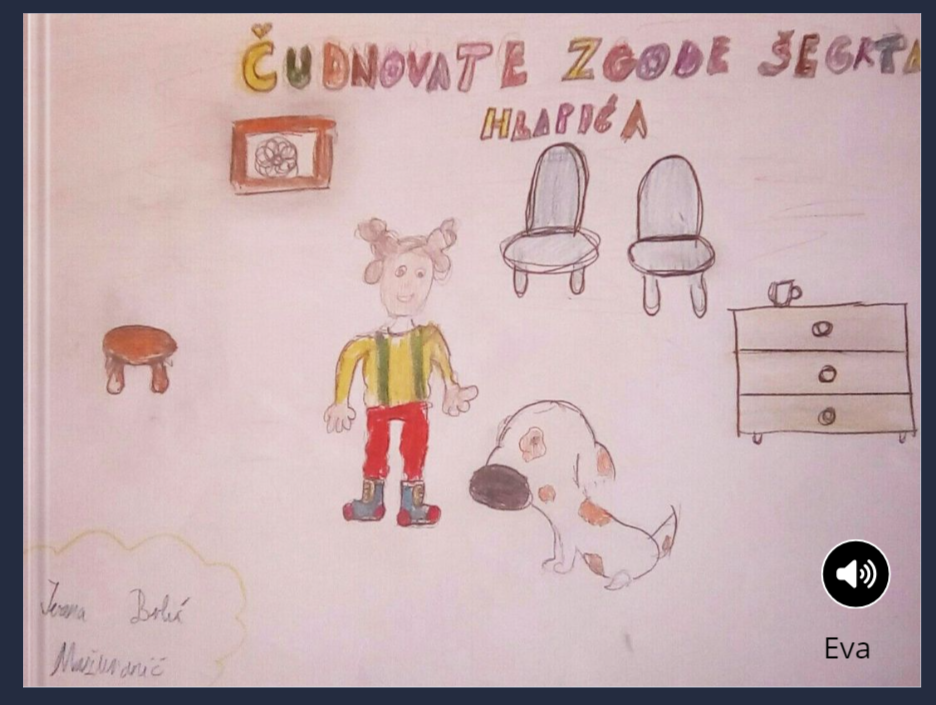 ČUDNOVATE ZGODE ŠEGRTA
HLAPIĆA
Ivana Brlić
Mažuranić
Eva